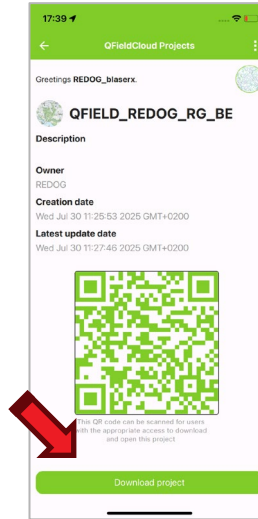 17:39
QFieldCloud Projects
Greetings REDOG_blaserx.
QFIELD_REDOG_RG_BE
Description
Owner
REDOG
Creation date
Wed Jul 30 11:25:53 2025 GMT+0200
Latest update date
Wed Jul 30 11:27:46 2025 GMT+0200
This QR code can be scanned for users
with the appropriate access to download
and open this project
Download project